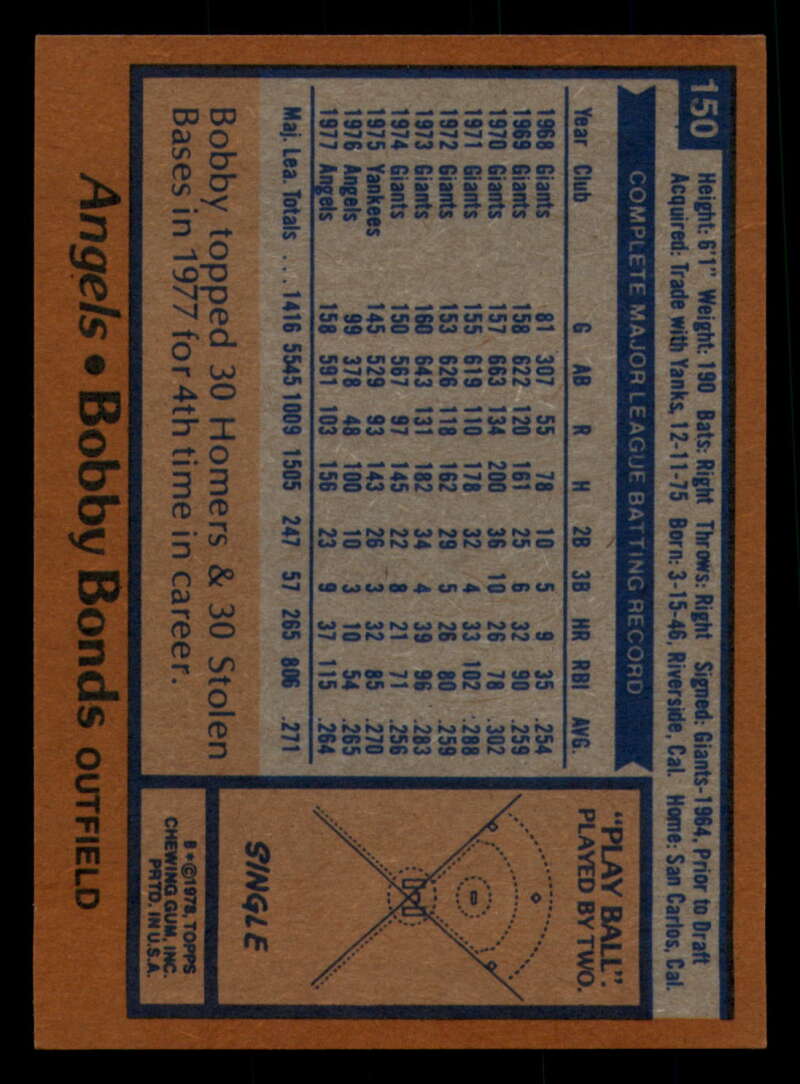 150
Height: 6'1" Weight: 190 Bats: Right Throws: Right Signed: Giants-1964, Prior to Draft
Acquired: Trade with Yanks, 12-11-75 Born: 3-15-46, Riverside, Cal. Home: San Carlos, Cal.
COMPLETE MAJOR LEAGUE BATTING RECORD
Year Club G AB R H 2B 3B HR RBI AVG.
1968 Giants 81 307 55 78 10 5 9 35 .254
1969 Giants 158 622 120 161 25 6 32 90 .259
1970 Giants 157 663 134 200 36 10 26 78 .302
1971 Giants 155 619 110 178 32 4 33 102 .288
1972 Giants 153 626 118 162 29 5 26 80 .259
1973 Giants 160 643 131 182 34 4 39 96 .283
1974 Giants 150 567 97 145 22 8 21 71 .256
1975 Yankees 145 529 93 143 26 3 32 85 .270
1976 Angels 99 378 48 100 10 3 10 54 .265
1977 Angels 158 591 103 156 23 9 37 115 .264
Maj. Lea. Totals ... 1416 5545 1009 1505 247 57 265 806 .271
Bobby topped 30 Homers & 30 Stolen
Bases in 1977 for 4th time in career.
"PLAY BALL".
PLAYED BY TWO.
SINGLE
B*©1978, TOPPS
CHEWING GUM, INC.
PRTD. IN U.S.A.
Angels • Bobby Bonds OUTFIELD